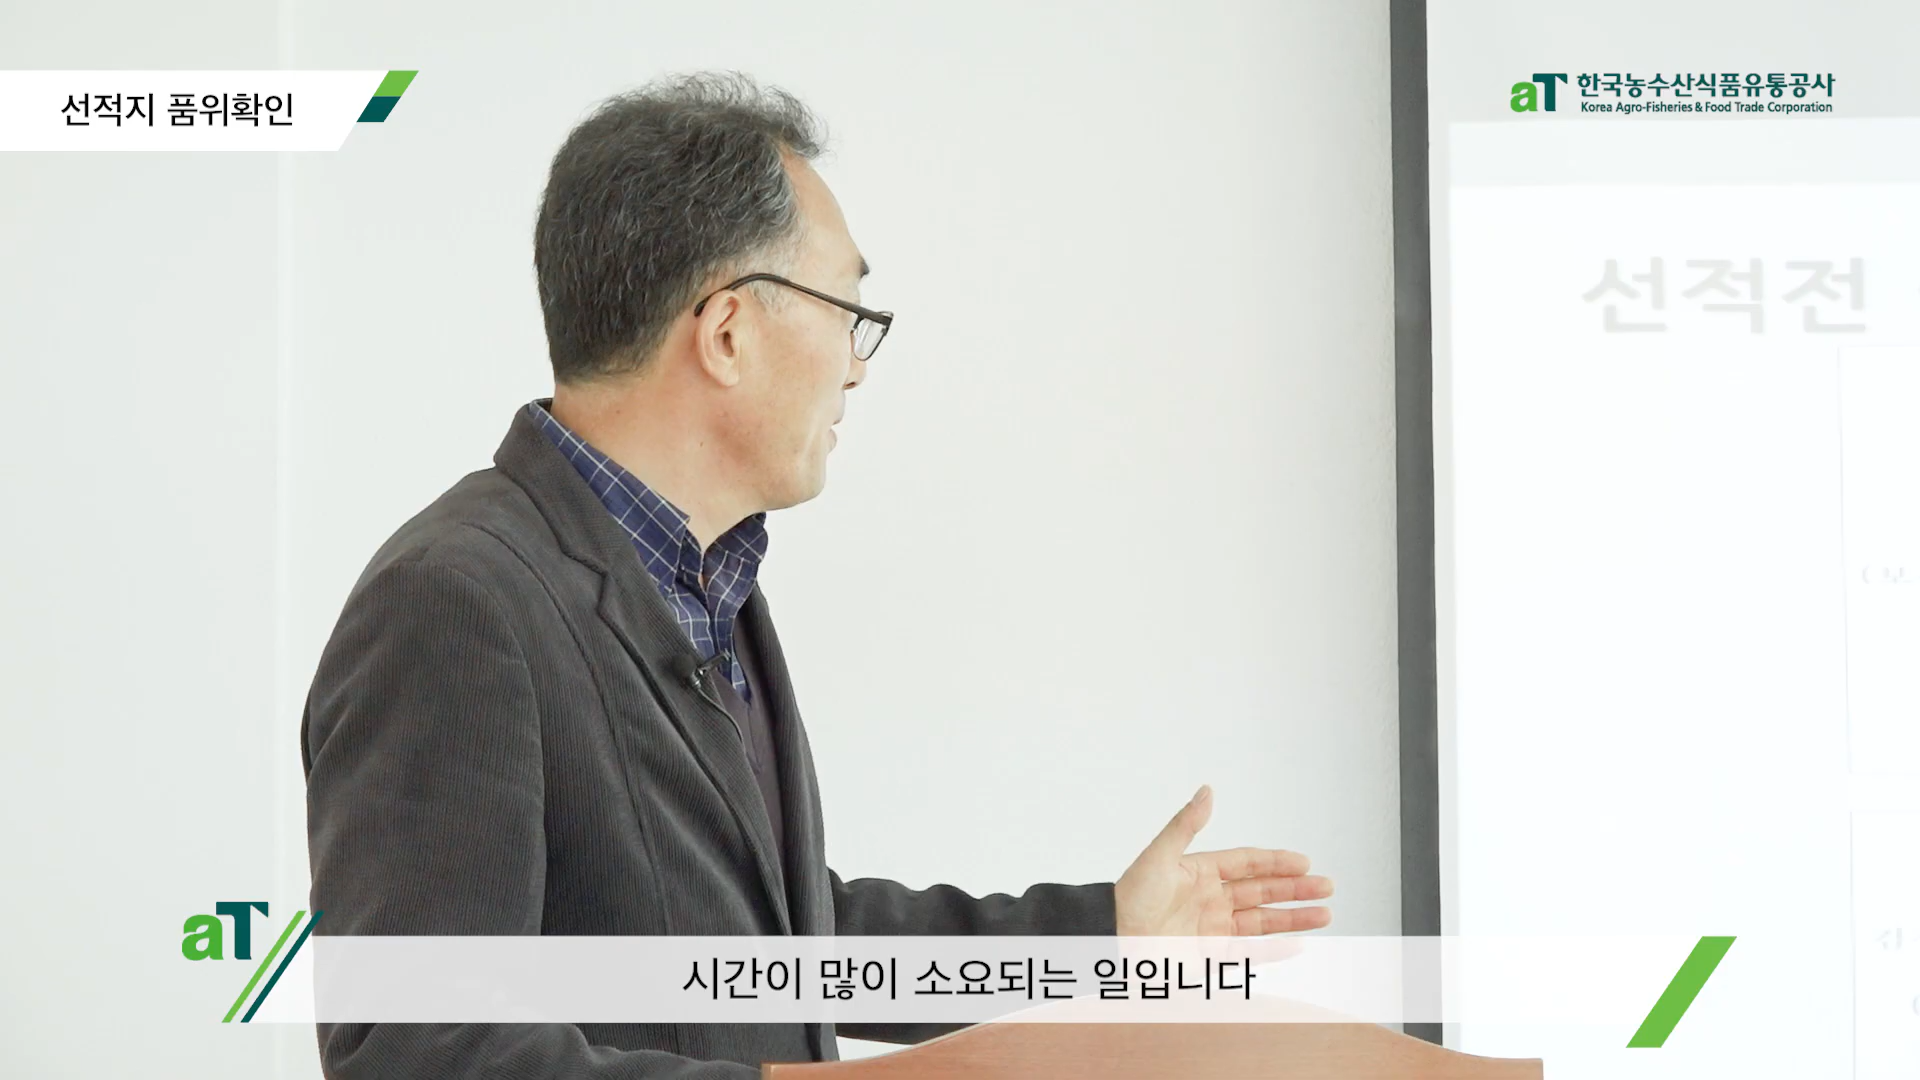 선적지 품위확인
aT 한국농수산식품유통공사
Korea Agro-Fisheries & Food Trade Corporation
선적전
aT
시간이 많이 소요되는 일입니다